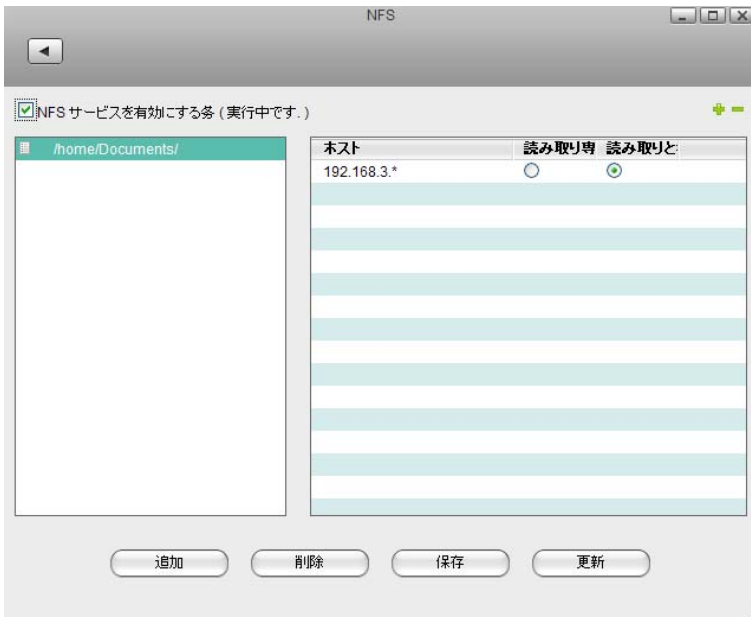 NFS
NFS サービスを有効にする条 ( 実行中です. )
/home/Documents/
ホスト 読み取り専 読み取りと
192.168.3.*
追加 削除 保存 更新